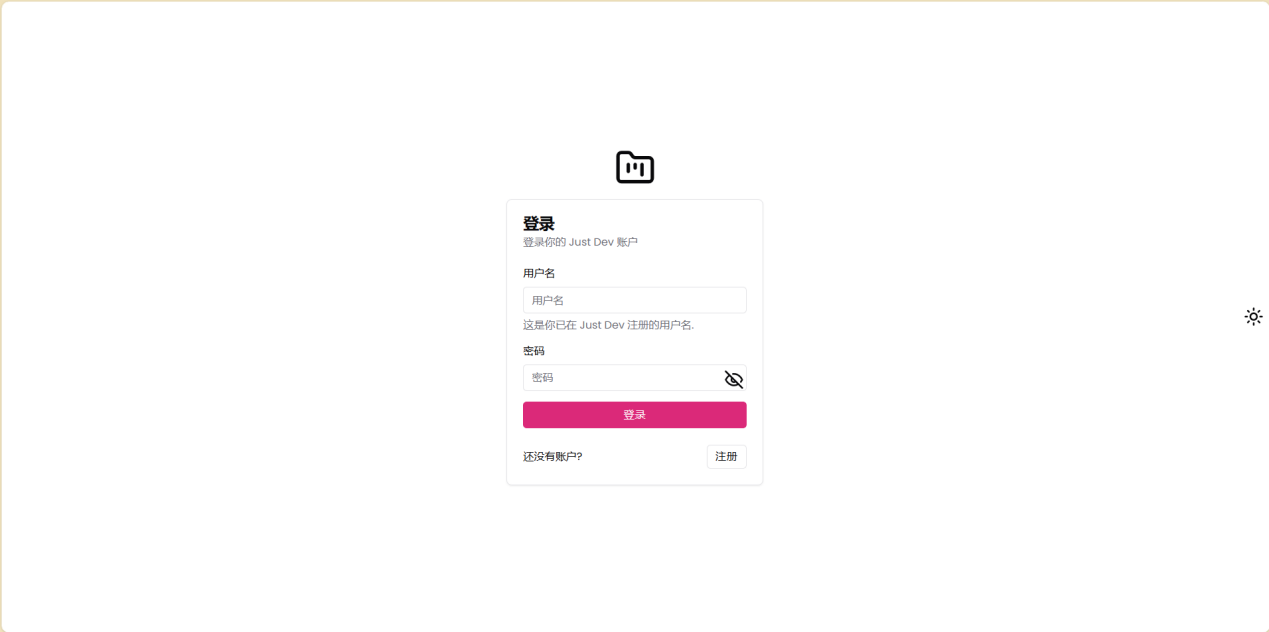 登录
登录你的 Just Dev 账户
用户名
用户名
这是你已在 Just Dev 注册的用户名.
密码
密码
登录
还没有账户?
注册